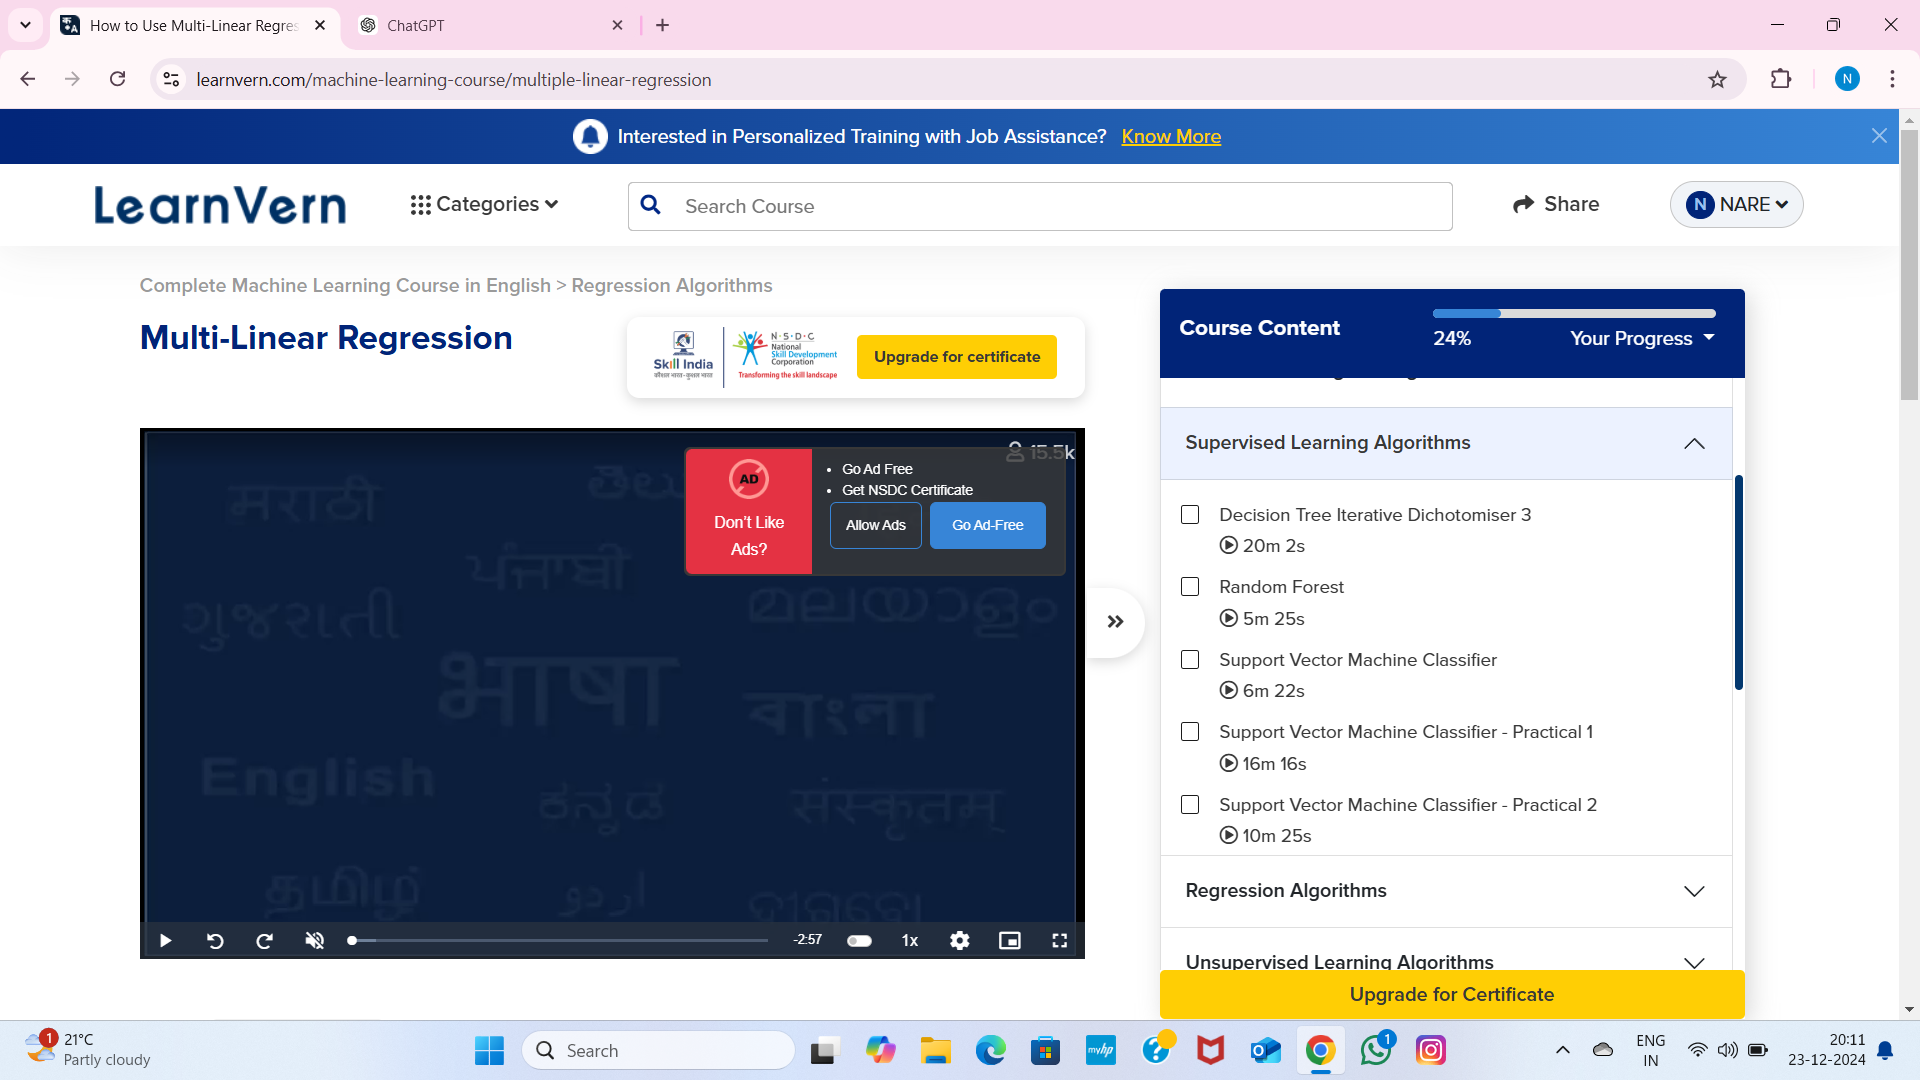 How to Use Multi-Linear Regres
ChatGPT
learnvern.com/machine-learning-course/multiple-linear-regression
N
Interested in Personalized Training with Job Assistance? Know More
LearnVern
Categories
Search Course
Share
N NARE
Complete Machine Learning Course in English > Regression Algorithms
Multi-Linear Regression
Skill India
कौशल भारत-कुशल भारत
N·S·D·C
National
Skill Development
Corporation
Transforming the skill landscape
Upgrade for certificate
15.5k
AD
Don't Like
Ads?
Go Ad Free
Get NSDC Certificate
Allow Ads
Go Ad-Free
मराठी
తెలు
ਪੰਜਾਬੀ
ગુજરાતી
മലയാളം
भाषा
বাংলা
English
ಕನ್ನಡ
संस्कृतम्
தமிழ்
اردو
-2:57
1x
Course Content
24%
Your Progress
Supervised Learning Algorithms
Decision Tree Iterative Dichotomiser 3
20m 2s
Random Forest
5m 25s
Support Vector Machine Classifier
6m 22s
Support Vector Machine Classifier - Practical 1
16m 16s
Support Vector Machine Classifier - Practical 2
10m 25s
Regression Algorithms
Unsupervised Learning Algorithms
Upgrade for Certificate
1
21°C
Partly cloudy
Search
myhp
1
ENG
IN
20:11
23-12-2024